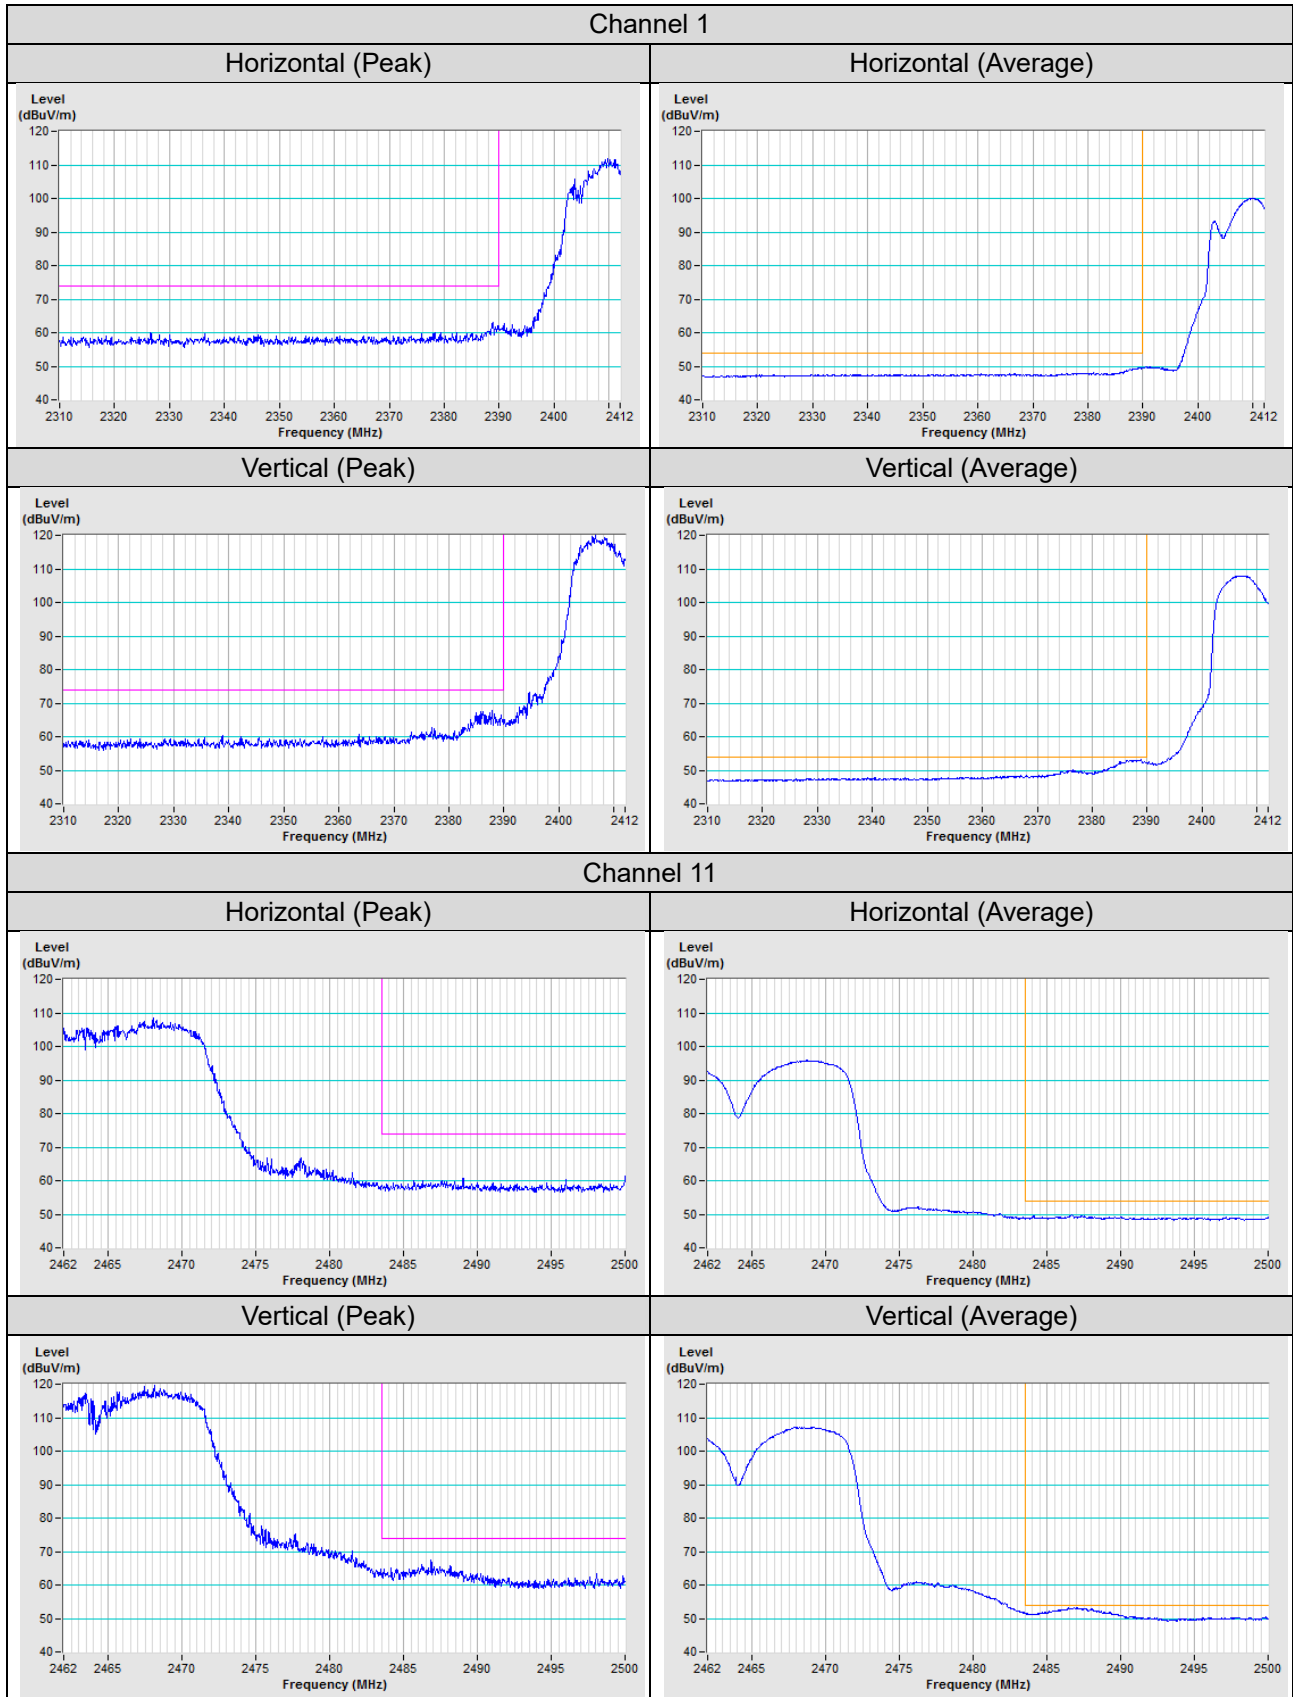 Channel 1
Horizontal (Peak) Horizontal (Average)
Level Level
(dBuV/m) (dBuV/m)
120 120
110 110
100 100
90 90
80 80
70 70
60 60
50 50
40 40
2310 2320 2330 2340 2350 2360 2370 2380 2390 2400 2412 2310 2320 2330 2340 2350 2360 2370 2380 2390 2400 2412
Frequency (MHz) Frequency (MHz)
Vertical (Peak) Vertical (Average)
Level Level
(dBuV/m) (dBuV/m)
120 120
110 110
100 100
90 90
80 80
70 70
60 60
50 50
40 40
2310 2320 2330 2340 2350 2360 2370 2380 2390 2400 2412 2310 2320 2330 2340 2350 2360 2370 2380 2390 2400 2412
Frequency (MHz) Frequency (MHz)
Channel 11
Horizontal (Peak) Horizontal (Average)
Level Level
(dBuV/m) (dBuV/m)
120 120
110 110
100 100
90 90
80 80
70 70
60 60
50 50
40 40
2462 2465 2470 2475 2480 2485 2490 2495 2500 2462 2465 2470 2475 2480 2485 2490 2495 2500
Frequency (MHz) Frequency (MHz)
Vertical (Peak) Vertical (Average)
Level Level
(dBuV/m) (dBuV/m)
120 120
110 110
100 100
90 90
80 80
70 70
60 60
50 50
40 40
2462 2465 2470 2475 2480 2485 2490 2495 2500 2462 2465 2470 2475 2480 2485 2490 2495 2500
Frequency (MHz) Frequency (MHz)